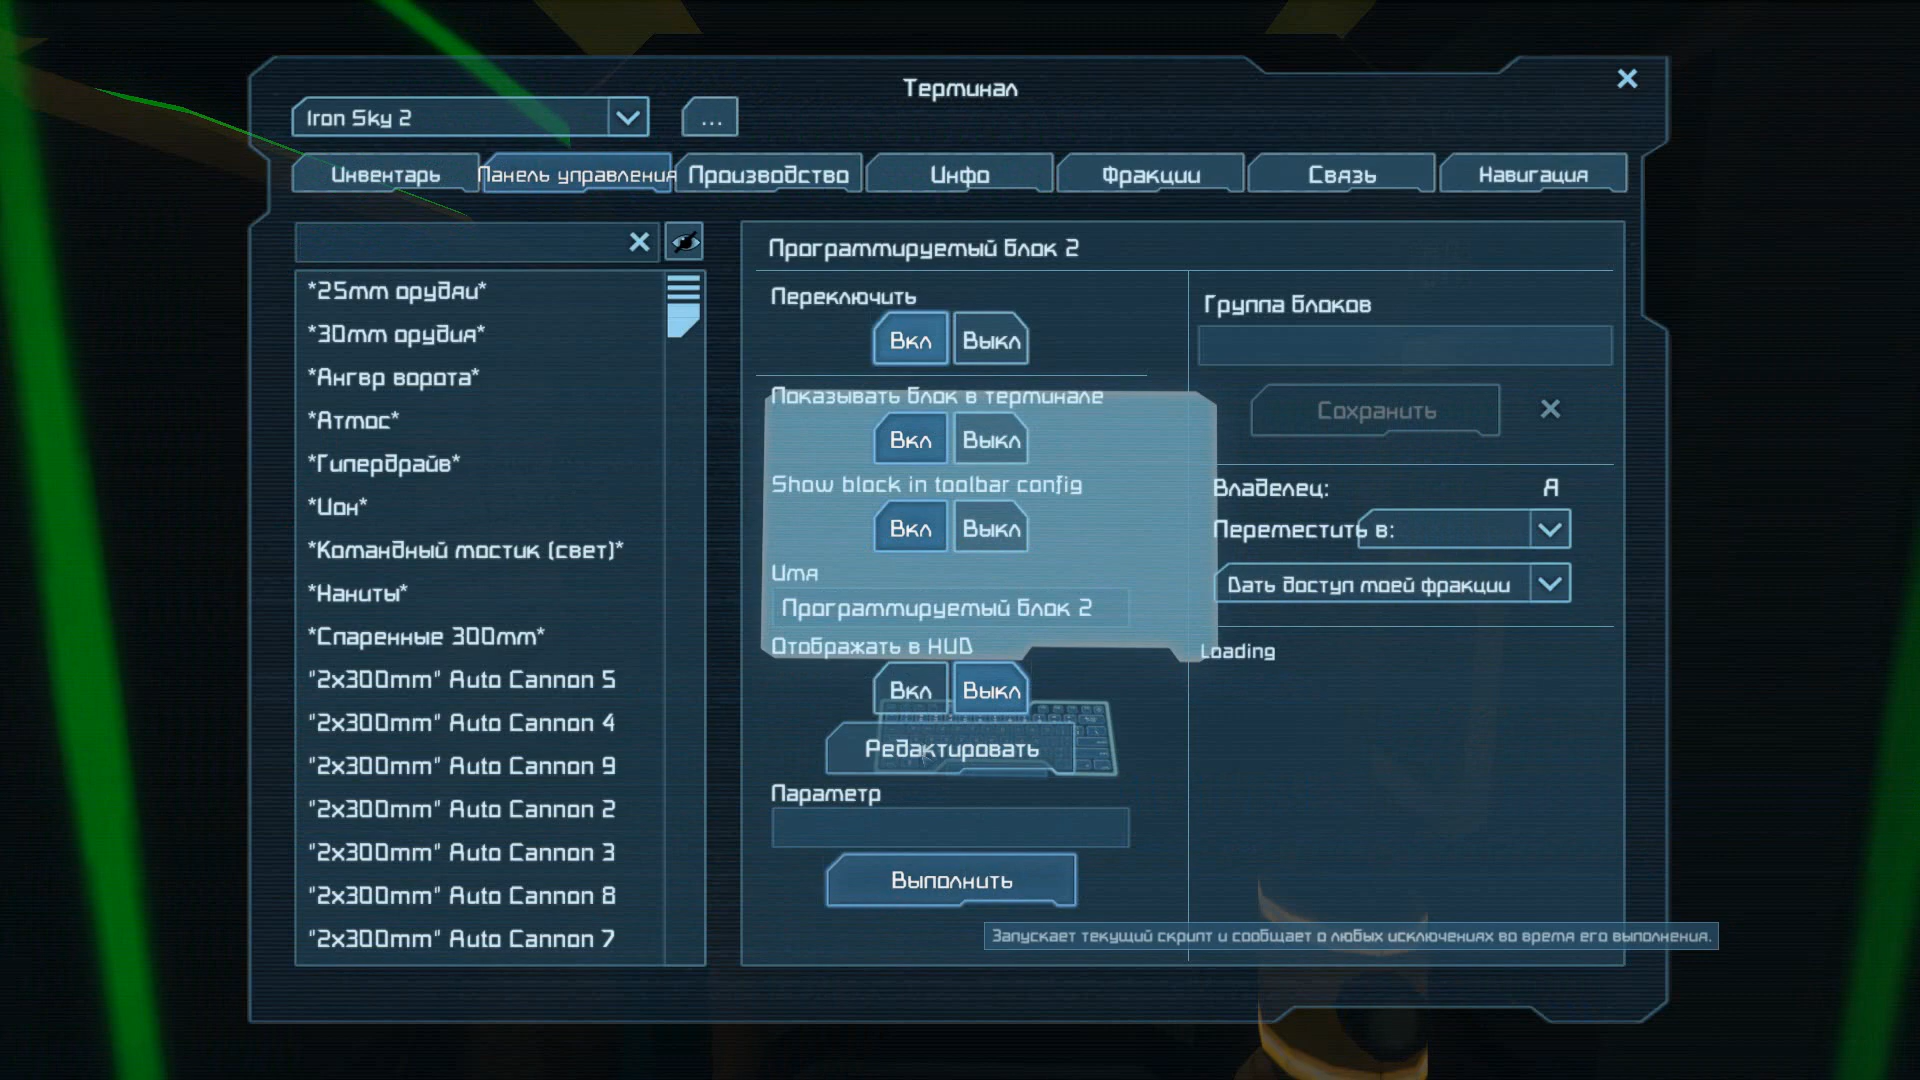 Терминал
Iron Sky 2
...
Инвентарь
Панель управления
Производство
Инфо
Фракции
Связь
Навигация
*25mm орудяи*
*30mm орудия*
*Ангвр ворота*
*Атмос*
*Гипердрайв*
*Ион*
*Командный мостик (свет)*
*Наниты*
*Спаренные 300mm*
"2x300mm" Auto Cannon 5
"2x300mm" Auto Cannon 4
"2x300mm" Auto Cannon 9
"2x300mm" Auto Cannon 2
"2x300mm" Auto Cannon 3
"2x300mm" Auto Cannon 8
"2x300mm" Auto Cannon 7
Программируемый блок 2
Переключить
Вкл Выкл
Показывать блок в терминале
Вкл Выкл
Show block in toolbar config
Вкл Выкл
Имя
Программируемый блок 2
Отображать в HUD
Вкл Выкл
Редактировать
Параметр
Выполнить
Группа блоков
Сохранить
Владелец: Я
Переместить в:
Дать доступ моей фракции
Loading
Запускает текущий скрипт и сообщает о любых исключениях во время его выполнения.